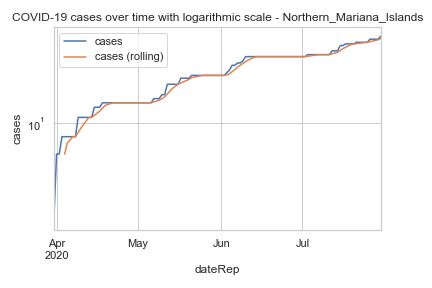 COVID-19 cases over time with logarithmic scale - Northern_Mariana_Islands
cases
cases (rolling)
cases
10¹
Apr
2020
May
Jun
Jul
dateRep